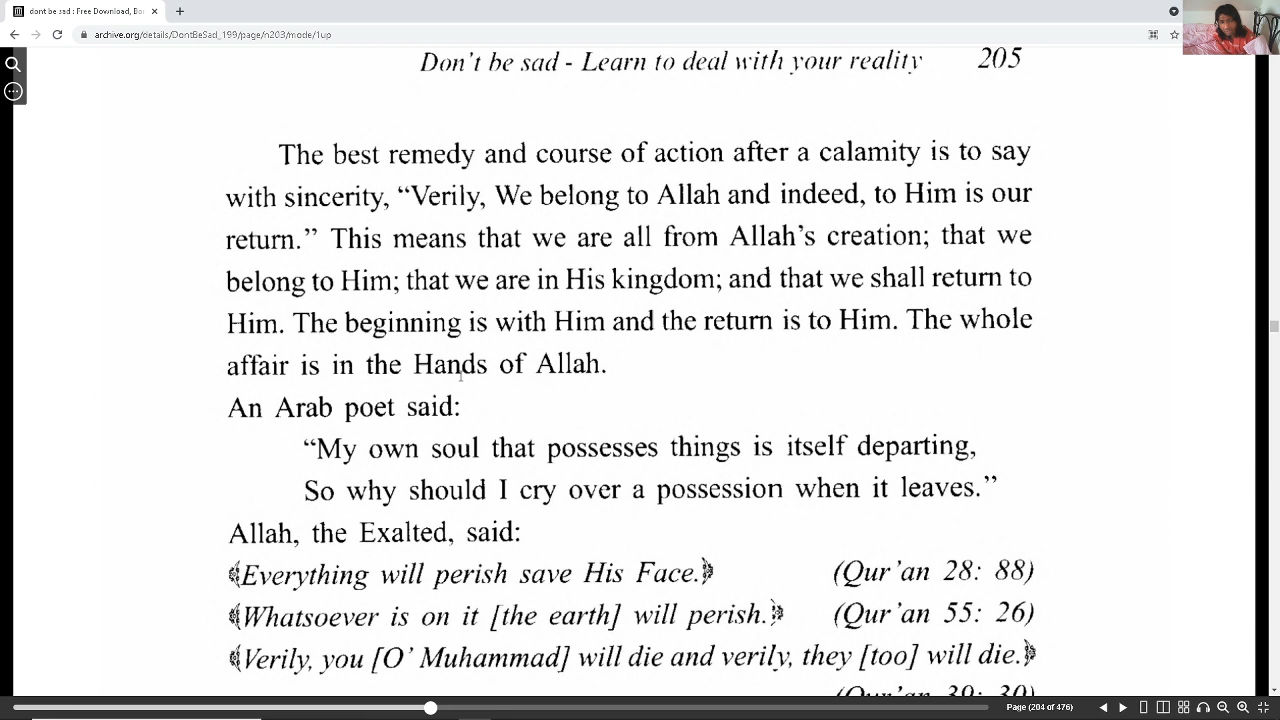 dont be sad : Free Download, Bo
archive.org/details/DontBeSad_199/page/n203/mode/1up
Don't be sad - Learn to deal with your reality 205
The best remedy and course of action after a calamity is to say
with sincerity, “Verily, We belong to Allah and indeed, to Him is our
return.” This means that we are all from Allah’s creation; that we
belong to Him; that we are in His kingdom; and that we shall return to
Him. The beginning is with Him and the return is to Him. The whole
affair is in the Hands of Allah.
An Arab poet said:
“My own soul that possesses things is itself departing,
So why should I cry over a possession when it leaves.”
Allah, the Exalted, said:
﴾Everything will perish save His Face.﴿ (Qur’an 28: 88)
﴾Whatsoever is on it [the earth] will perish.﴿ (Qur’an 55: 26)
﴾Verily, you [O’ Muhammad] will die and verily, they [too] will die.﴿
(Qur’an 39: 30)
Page (204 of 476)